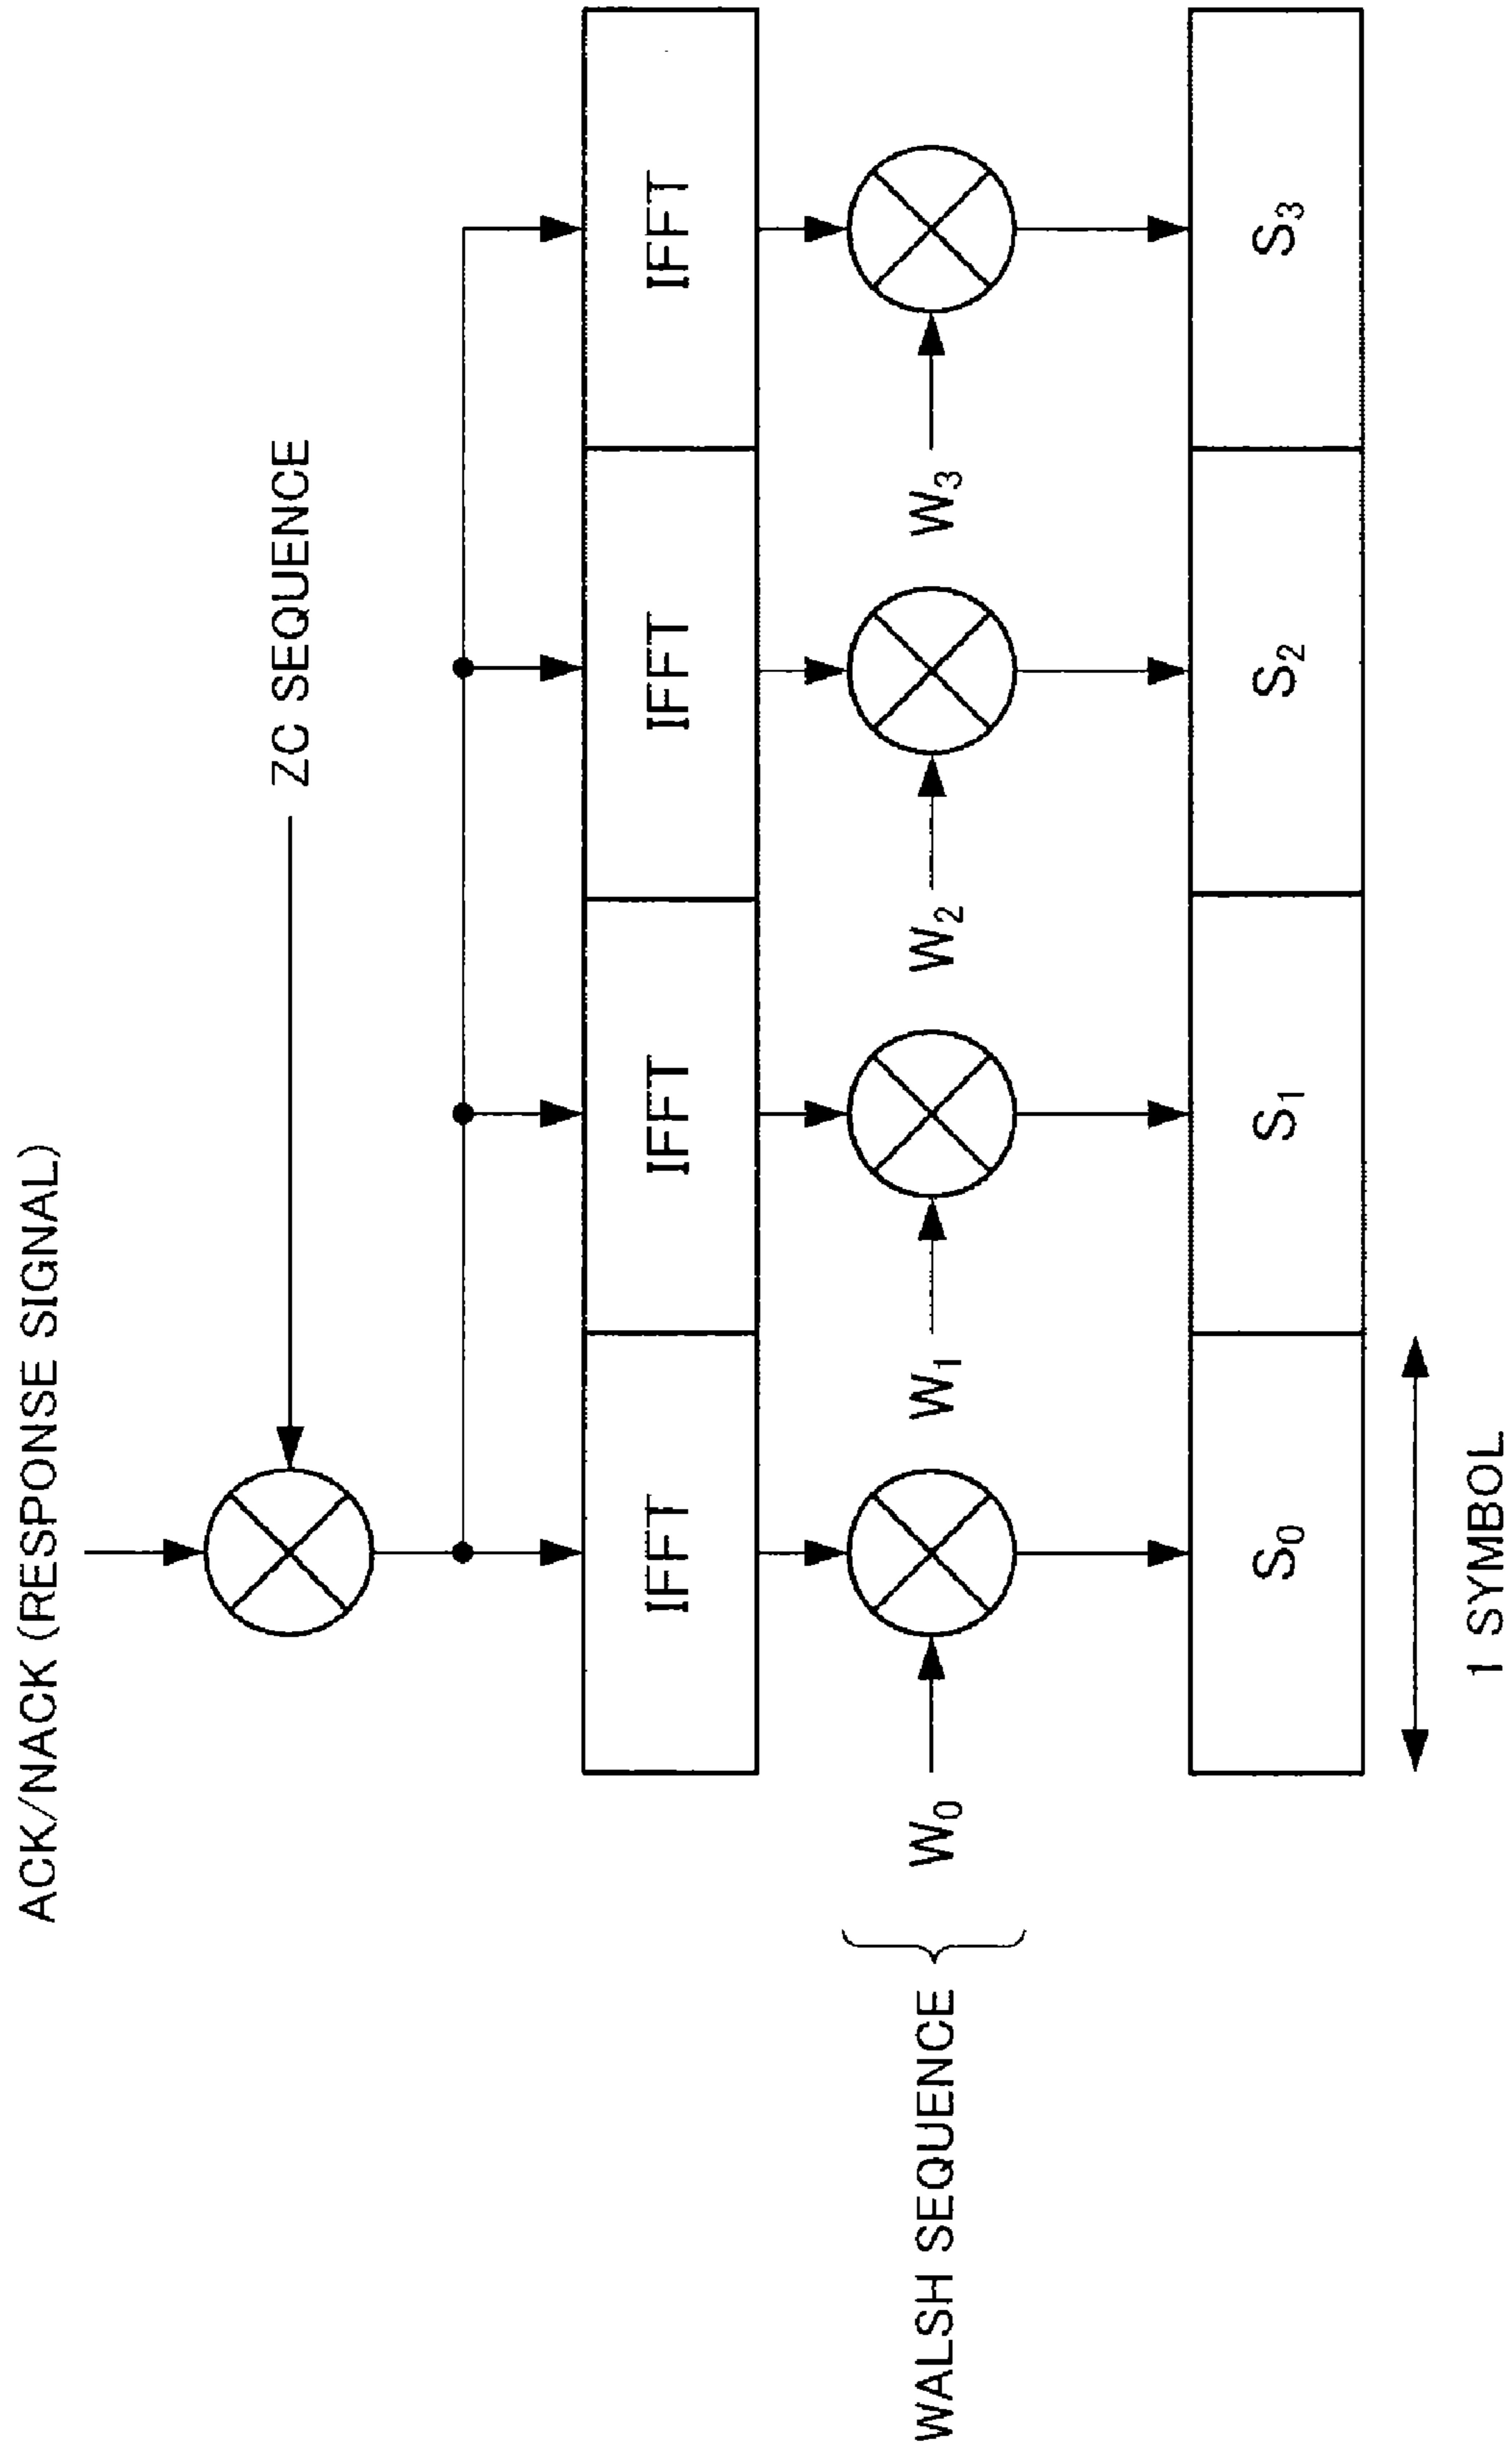 ACK/NACK (RESPONSE SIGNAL)
ZC SEQUENCE
IFFT IFFT IFFT IFFT
WALSH SEQUENCE W0 W1 W2 W3
S0 S1 S2 S3
1 SYMBOL